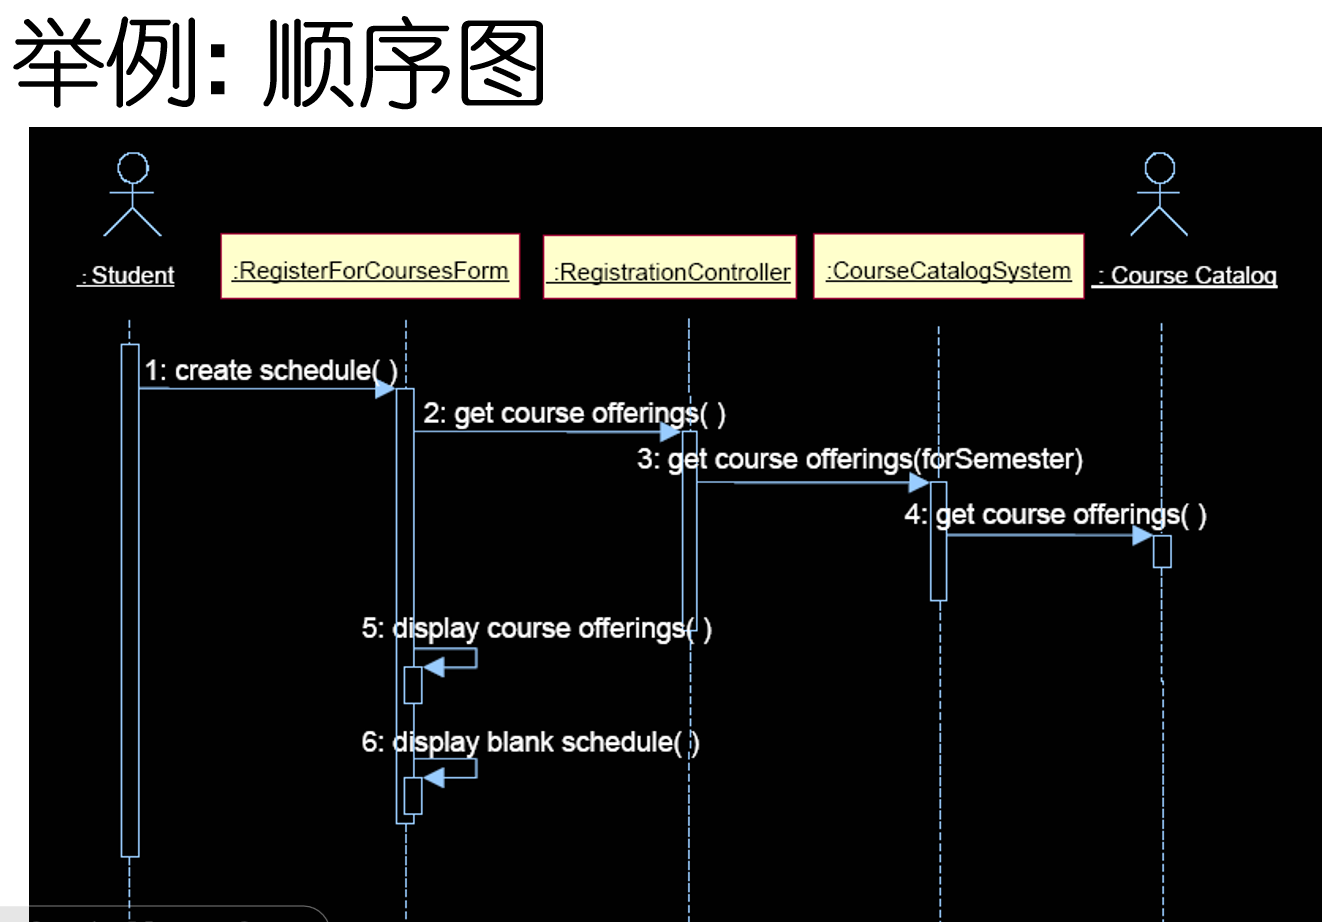 举例: 顺序图
: Student
:RegisterForCoursesForm
:RegistrationController
:CourseCatalogSystem
: Course Catalog
1: create schedule( )
2: get course offerings( )
3: get course offerings(forSemester)
4: get course offerings( )
5: display course offerings( )
6: display blank schedule( )